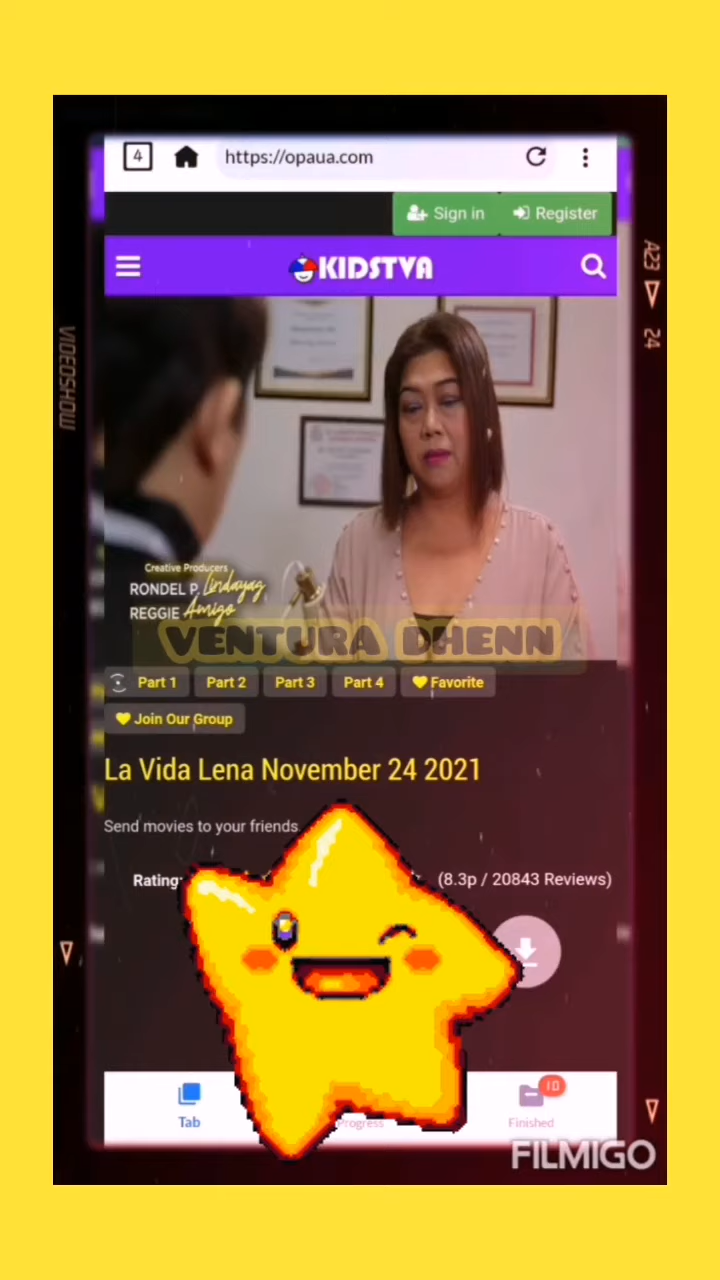 4 https://opaua.com
Sign in Register
KIDSTVA
A23
24
VIDEOSHOW
Creative Producers
RONDEL P. Lindayag
REGGIE Amigo
VENTURA DHENN
Part 1 Part 2 Part 3 Part 4 Favorite
Join Our Group
La Vida Lena November 24 2021
Send movies to your friends
Rating: (8.3p / 20843 Reviews)
10
Tab Progress Finished
FILMIGO